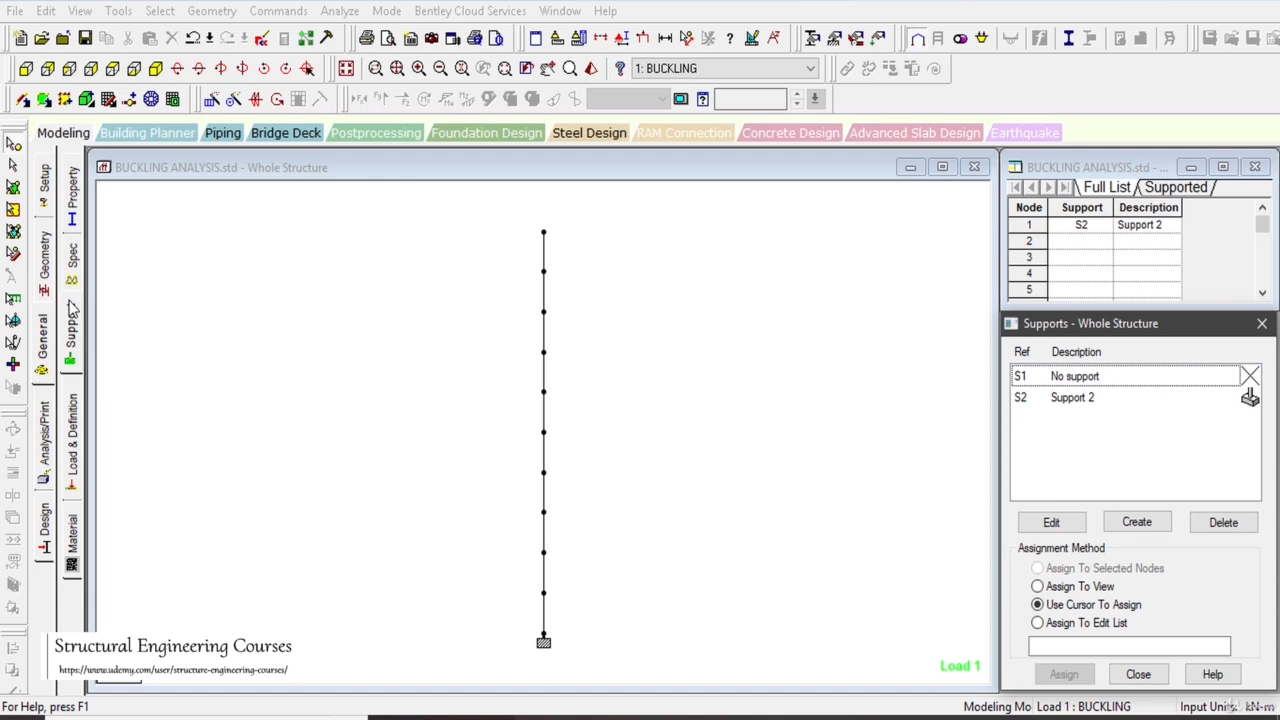 File Edit View Tools Select Geometry Commands Analyze Mode Bentley Cloud Services Window Help
1: BUCKLING
Modeling Building Planner Piping Bridge Deck Postprocessing Foundation Design Steel Design RAM Connection Concrete Design Advanced Slab Design Earthquake
Setup
Geometry
General
Analysis/Print
Design
Property
Spec
Support
Load & Definition
Material
BUCKLING ANALYSIS.std - Whole Structure
Load 1
Structural Engineering Courses
https://www.udemy.com/user/structure-engineering-courses/
BUCKLING ANALYSIS.std - ...
Full List Supported
Node Support Description
1 S2 Support 2
2
3
4
5
Supports - Whole Structure
Ref Description
S1 No support
S2 Support 2
Edit Create Delete
Assignment Method
Assign To Selected Nodes
Assign To View
Use Cursor To Assign
Assign To Edit List
Assign Close Help
For Help, press F1
Modeling Mo Load 1 : BUCKLING Input Units: kN-m